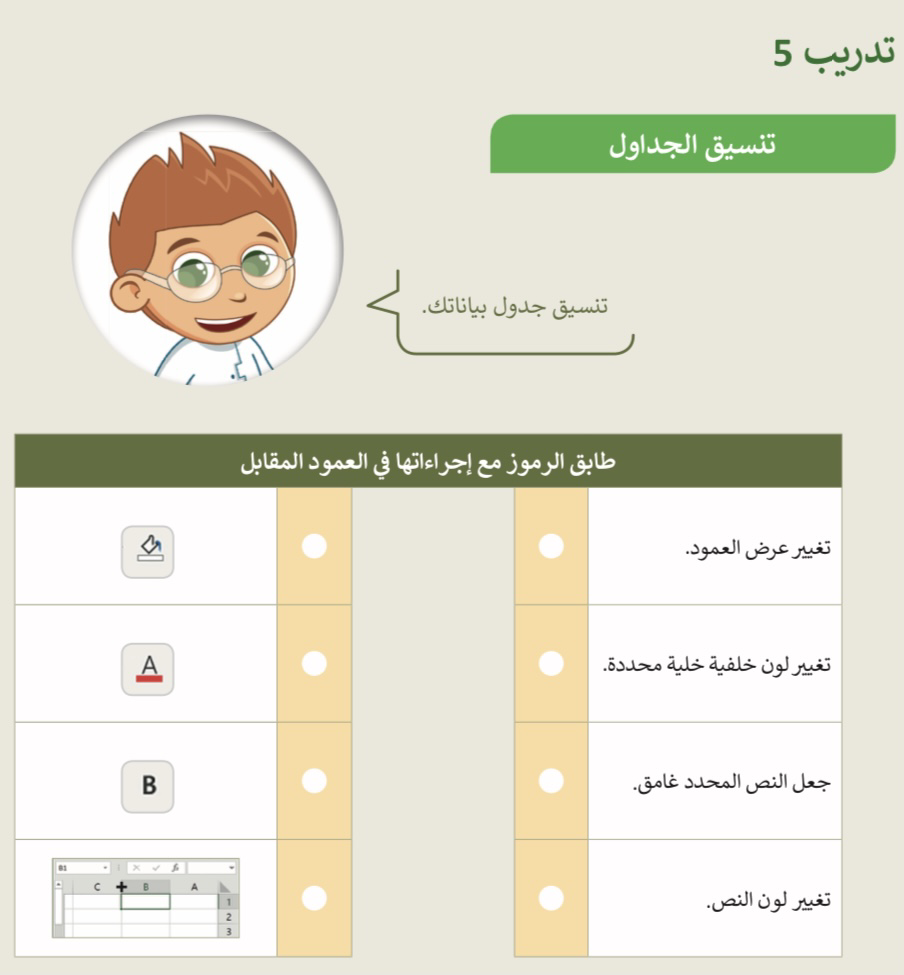 تدريب 5
تنسيق الجداول
تنسيق جدول بياناتك.
طابق الرموز مع إجراءاتها في العمود المقابل
تغيير عرض العمود.
تغيير لون خلفية خلية محددة.
A
جعل النص المحدد غامق.
B
تغيير لون النص.
B1 fx
C B A
1
2
3